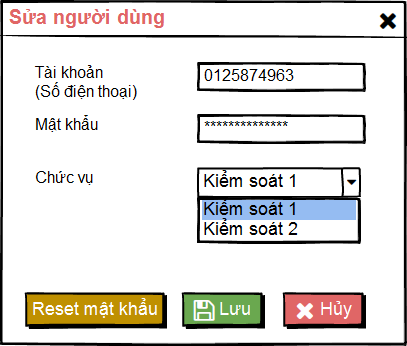 Sửa người dùng
Tài khoản
(Số điện thoại)
0125874963
Mật khẩu
**************
Chức vụ
Kiểm soát 1
Kiểm soát 1
Kiểm soát 2
Reset mật khẩu
Lưu
Hủy